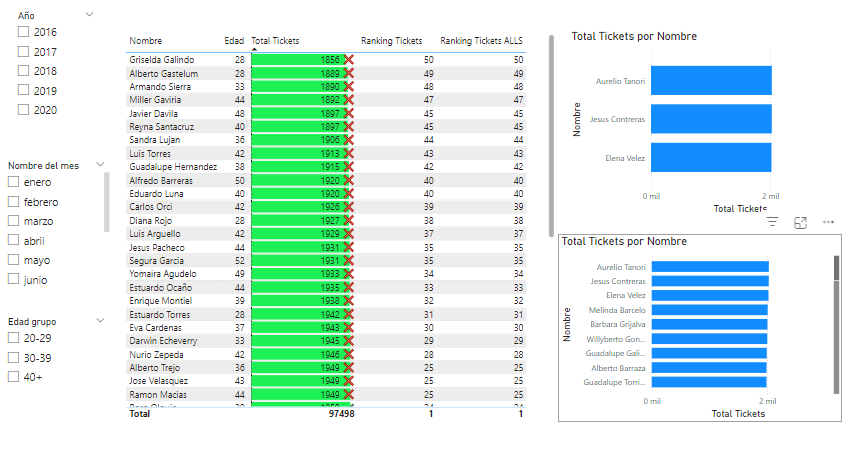 Año
2016
2017
2018
2019
2020
Nombre del mes
enero
febrero
marzo
abril
mayo
junio
Edad grupo
20-29
30-39
40+
Nombre Edad Total Tickets Ranking Tickets Ranking Tickets ALLS
Griselda Galindo 28 1856 50 50
Alberto Gastelum 28 1889 49 49
Armando Sierra 33 1890 48 48
Miller Gaviria 44 1892 47 47
Javier Davila 48 1897 45 45
Reyna Santacruz 40 1897 45 45
Sandra Lujan 36 1906 44 44
Luis Torres 42 1913 43 43
Guadalupe Hernandez 38 1915 42 42
Alfredo Barreras 50 1920 40 40
Eduardo Luna 40 1920 40 40
Carlos Orci 42 1926 39 39
Diana Rojo 28 1927 38 38
Luis Arguello 42 1929 37 37
Jesus Pacheco 44 1931 35 35
Segura Garcia 52 1931 35 35
Yomaira Agudelo 49 1933 34 34
Estuardo Ocaño 44 1935 33 33
Enrique Montiel 39 1938 32 32
Estuardo Torres 28 1942 31 31
Eva Cardenas 37 1943 30 30
Darwin Echeverry 33 1945 29 29
Nurio Zepeda 42 1946 28 28
Alberto Trejo 36 1949 25 25
Jose Velasquez 43 1949 25 25
Ramon Macias 44 1949 25 25
Total 97498 1 1
Total Tickets por Nombre
Nombre
Aurelio Tanori
Jesus Contreras
Elena Velez
0 mil 2 mil
Total Tickets
Total Tickets por Nombre
Nombre
Aurelio Tanori
Jesus Contreras
Elena Velez
Melinda Barcelo
Barbara Grijalva
Willyberto Gon...
Guadalupe Gali...
Alberto Barraza
Guadalupe Torri...
0 mil 2 mil
Total Tickets